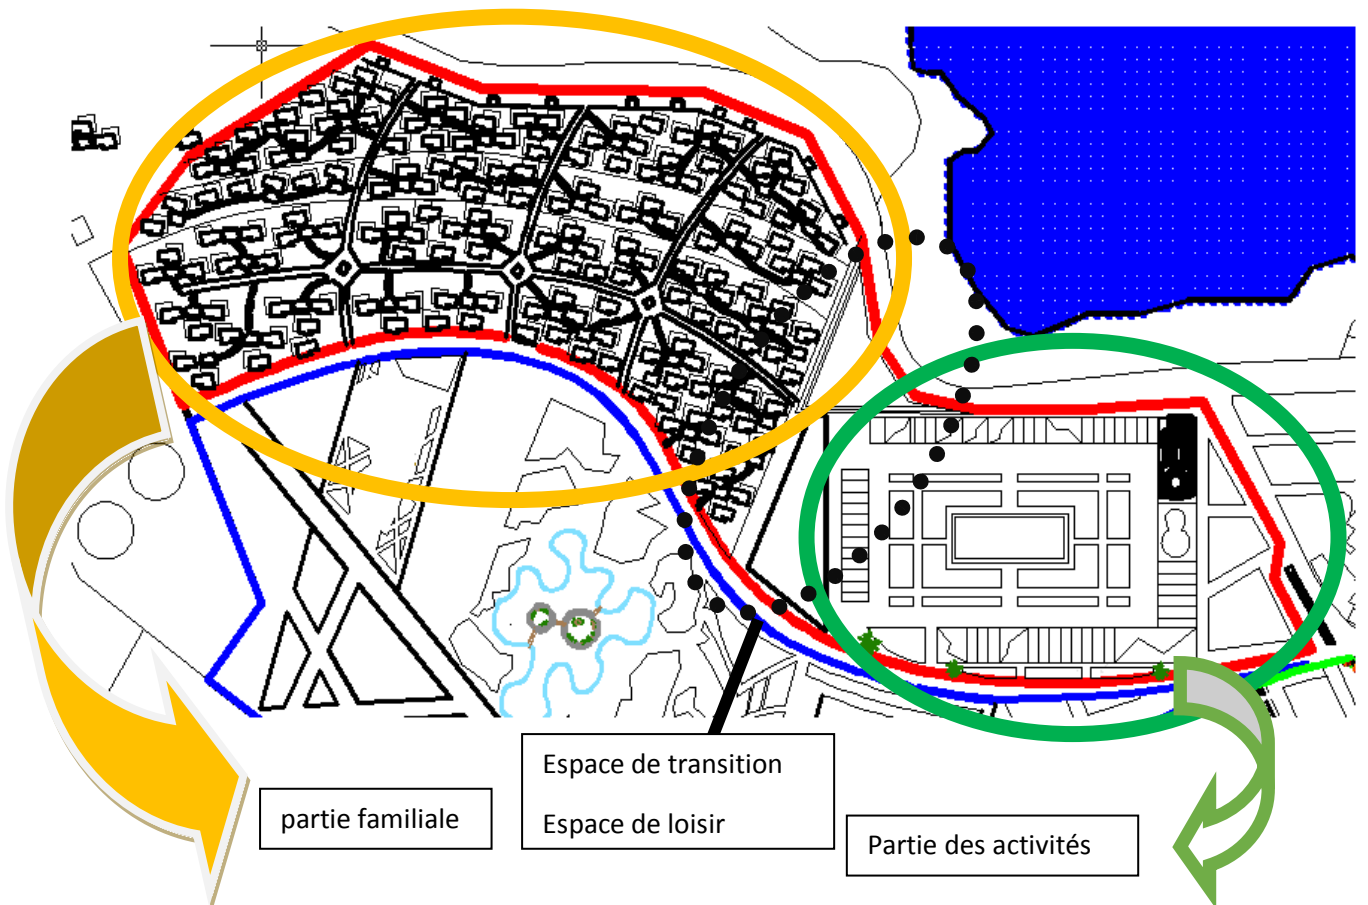 partie familiale
Espace de transition
Espace de loisir
Partie des activités